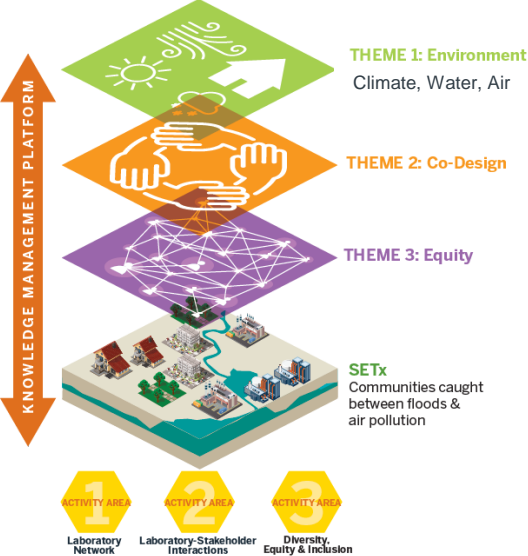 KNOWLEDGE MANAGEMENT PLATFORM
THEME 1: Environment
Climate, Water, Air
THEME 2: Co-Design
THEME 3: Equity
SETx
Communities caught
between floods &
air pollution
1
ACTIVITY AREA
Laboratory
Network
2
ACTIVITY AREA
Laboratory-Stakeholder
Interactions
3
ACTIVITY AREA
Diversity,
Equity & Inclusion